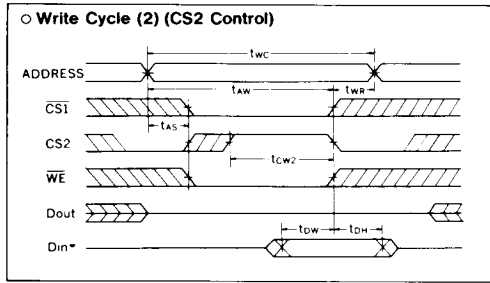 ○ Write Cycle (2) (CS2 Control)
tWC
ADDRESS
tAW
tWR
CS1
tAS
CS2
tCW2
WE
Dout
tDW
tDH
Din*